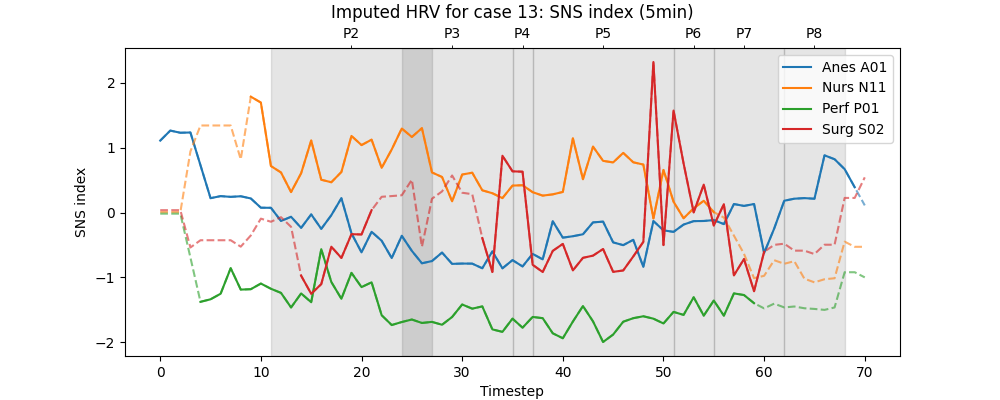 Imputed HRV for case 13: SNS index (5min)
P2 P3 P4 P5 P6 P7 P8
Anes A01
Nurs N11
Perf P01
Surg S02
SNS index
2
1
0
−1
−2
0 10 20 30 40 50 60 70
Timestep